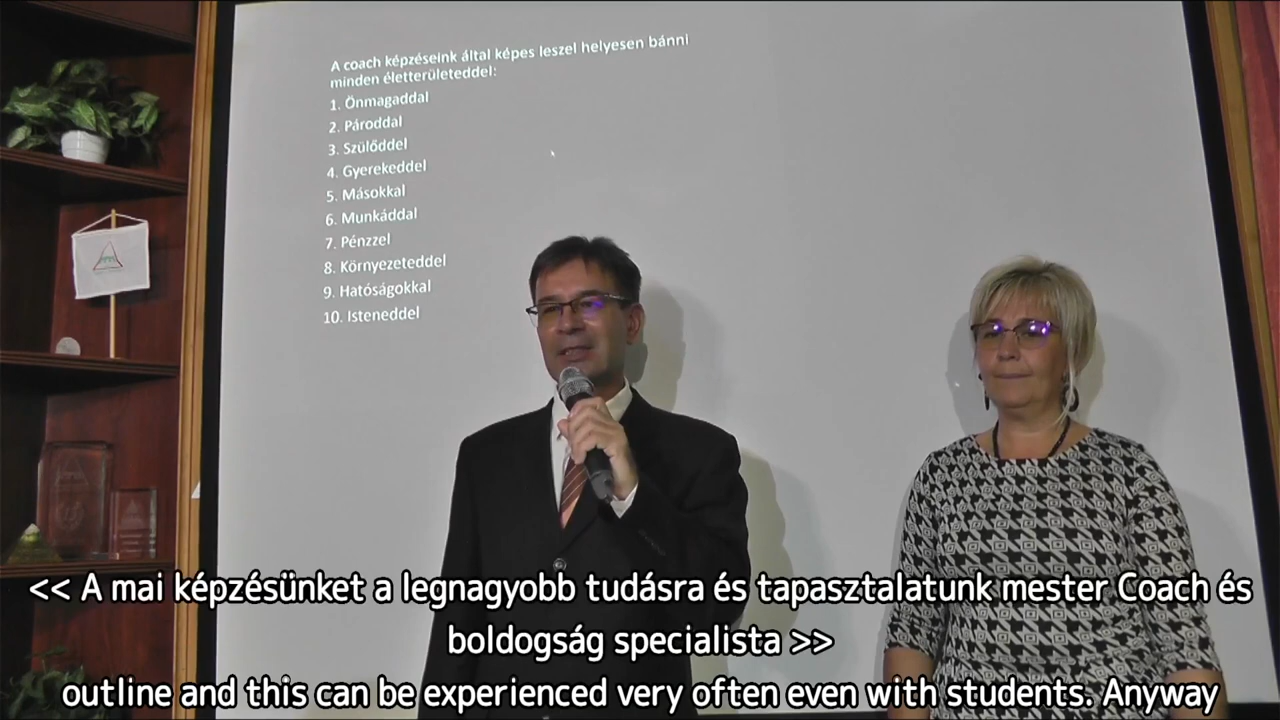 A coach képzéseink által képes leszel helyesen bánni
minden életterületeddel:
1. Önmagaddal
2. Pároddal
3. Szülőddel
4. Gyerekeddel
5. Másokkal
6. Munkáddal
7. Pénzzel
8. Környezeteddel
9. Hatóságokkal
10. Isteneddel
<< A mai képzésünket a legnagyobb tudásra és tapasztalatunk mester Coach és
boldogság specialista >>
outline and this can be experienced very often even with students. Anyway